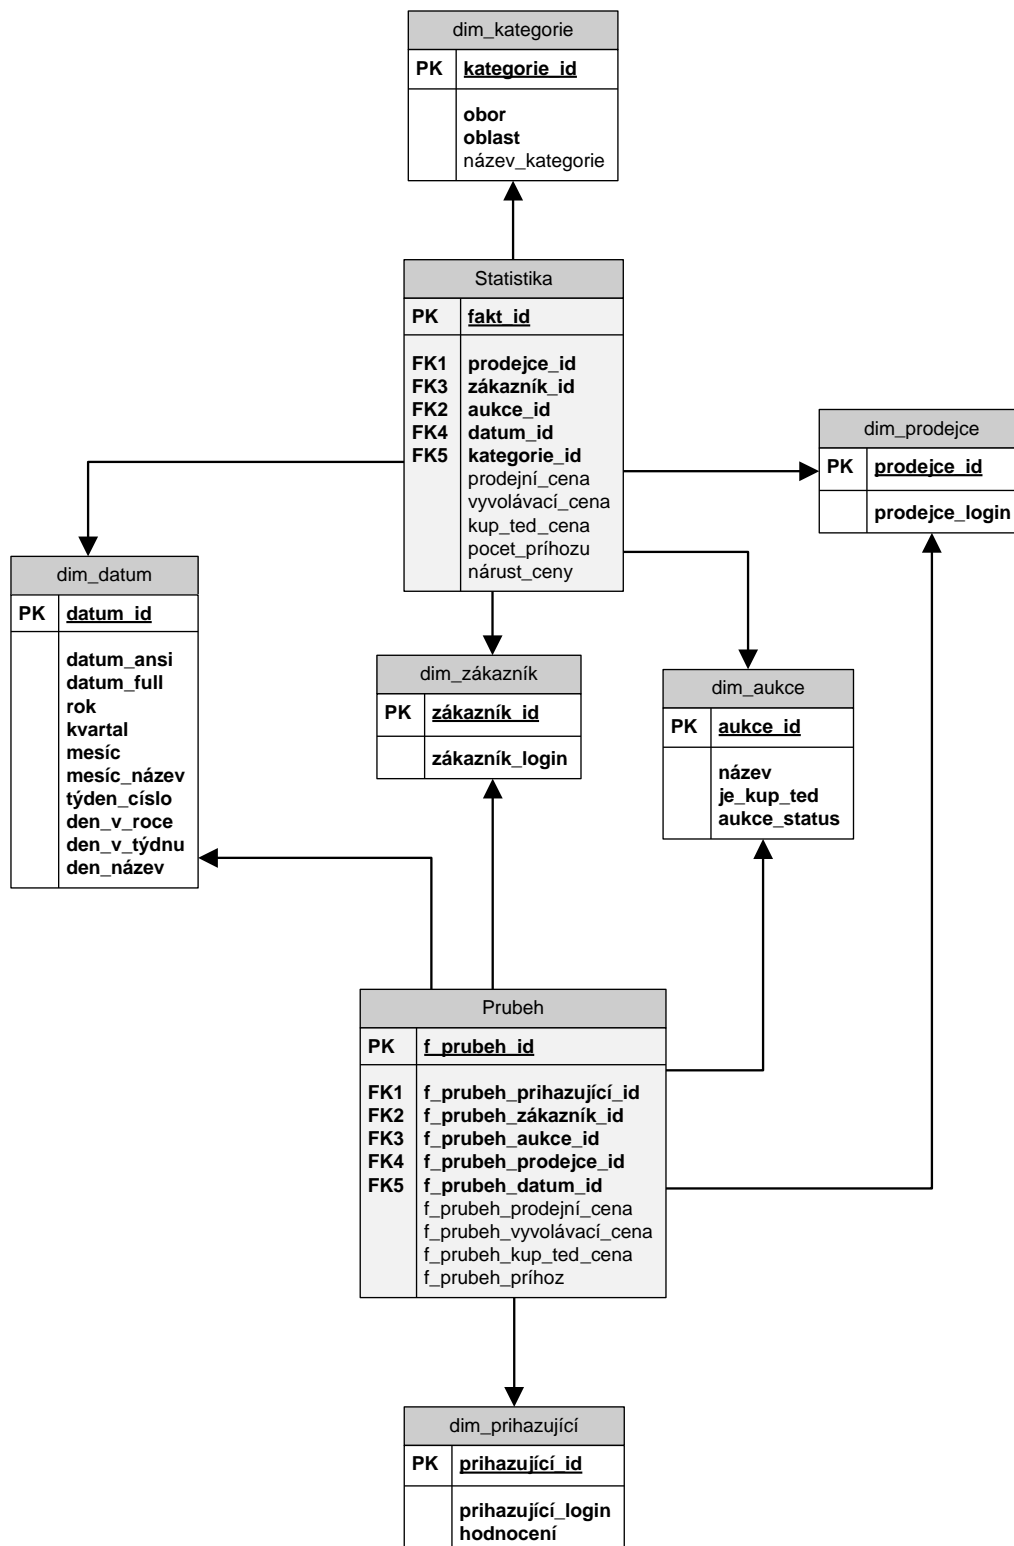 dim_kategorie
PK kategorie_id
obor
oblast
název_kategorie
Statistika
PK fakt_id
FK1 prodejce_id
FK3 zákazník_id
FK2 aukce_id
FK4 datum_id
FK5 kategorie_id
prodejní_cena
vyvolávací_cena
kup_ted_cena
pocet_príhozu
nárust_ceny
dim_prodejce
PK prodejce_id
prodejce_login
dim_datum
PK datum_id
datum_ansi
datum_full
rok
kvartal
mesíc
mesíc_název
týden_císlo
den_v_roce
den_v_týdnu
den_název
dim_zákazník
PK zákazník_id
zákazník_login
dim_aukce
PK aukce_id
název
je_kup_ted
aukce_status
Prubeh
PK f_prubeh_id
FK1 f_prubeh_prihazující_id
FK2 f_prubeh_zákazník_id
FK3 f_prubeh_aukce_id
FK4 f_prubeh_prodejce_id
FK5 f_prubeh_datum_id
f_prubeh_prodejní_cena
f_prubeh_vyvolávací_cena
f_prubeh_kup_ted_cena
f_prubeh_príhoz
dim_prihazující
PK prihazující_id
prihazující_login
hodnocení